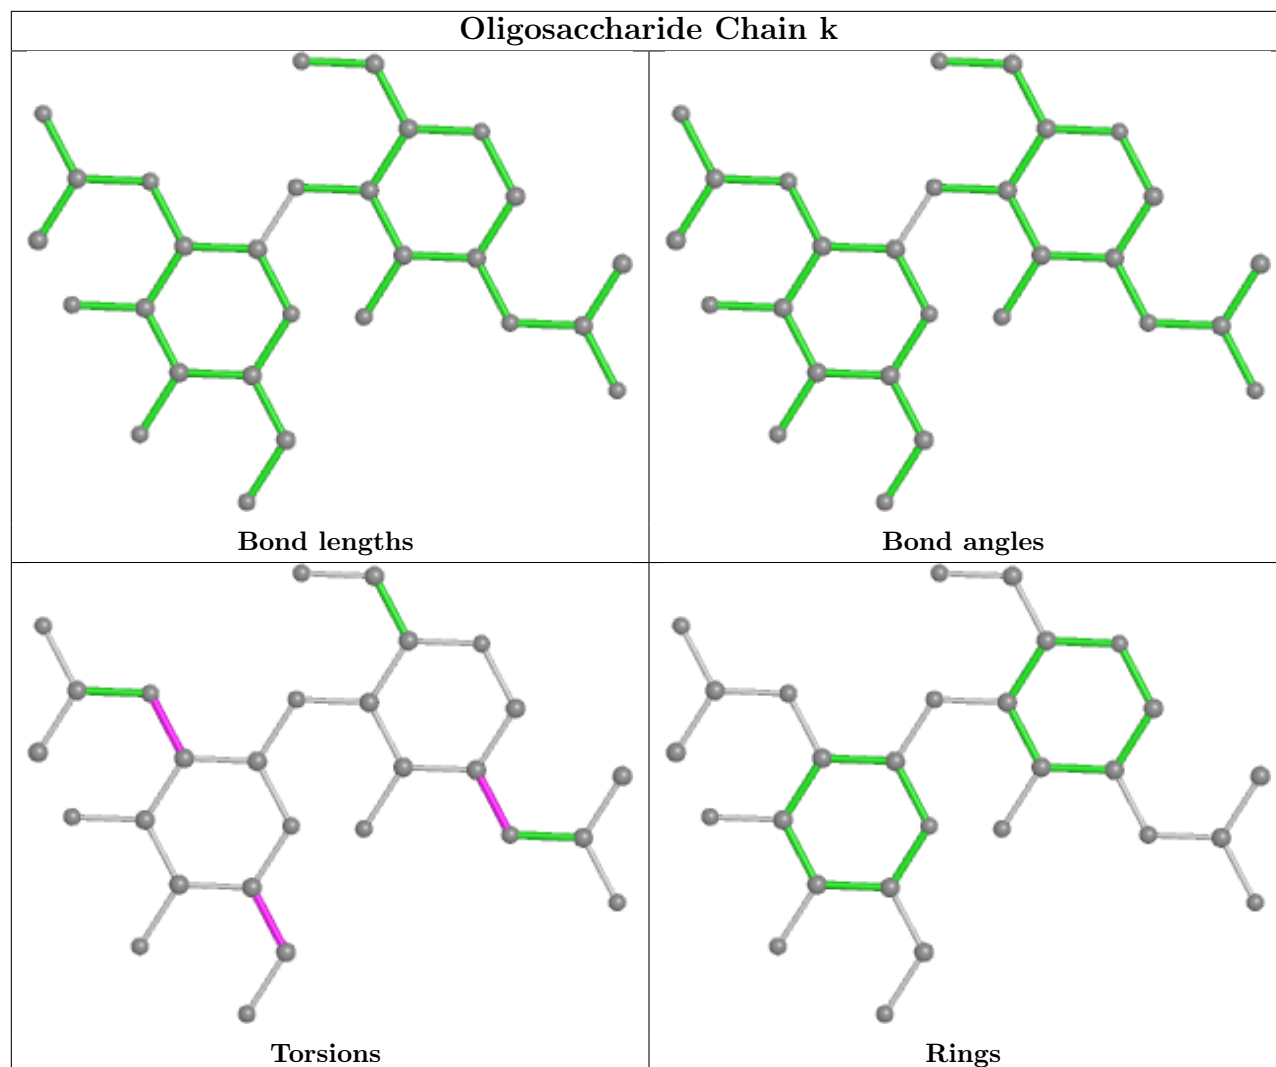 Oligosaccharide Chain k
Bond lengths
Bond angles
Torsions
Rings